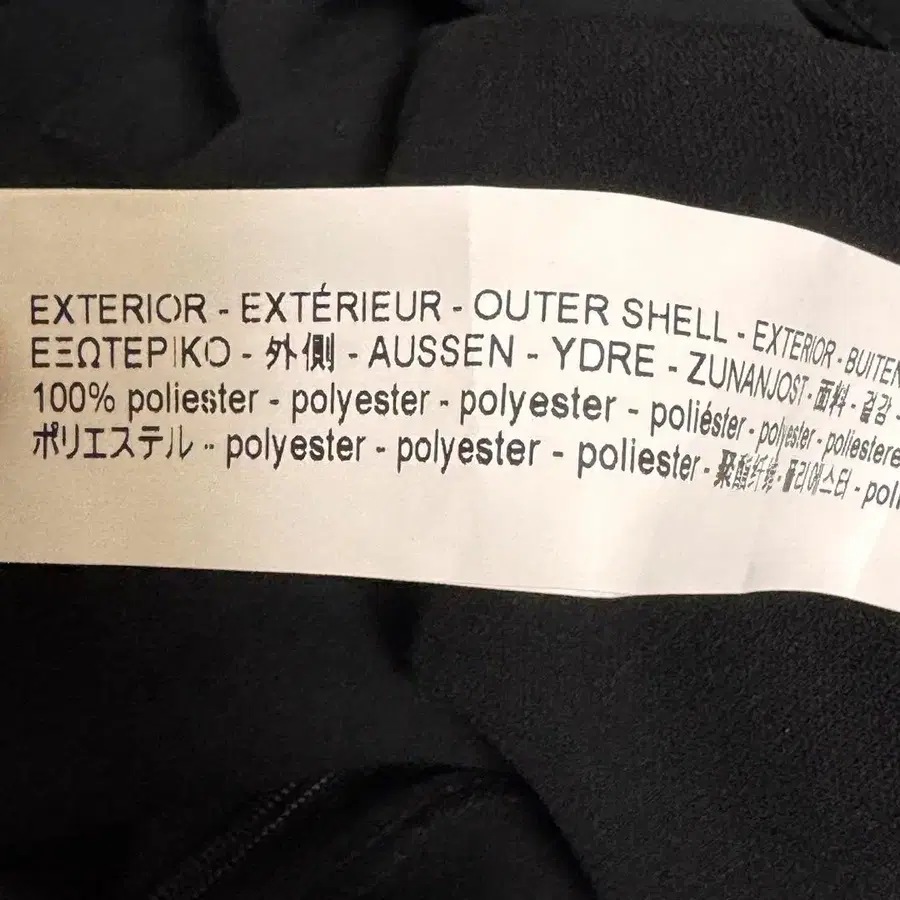 EXTERIOR - EXTÉRIEUR - OUTER SHELL - EXTERIOR - BUITEN
ΕΞΩΤΕΡΙΚΟ - 外側 - AUSSEN - YDRE - ZUNANJOST - 面料 - 겉감 -
100% poliester - polyester - polyester - poliéster - polyester - poliestere
ポリエステル - polyester - polyester - poliester - 聚酯纤维 - 폴리에스터 - poli